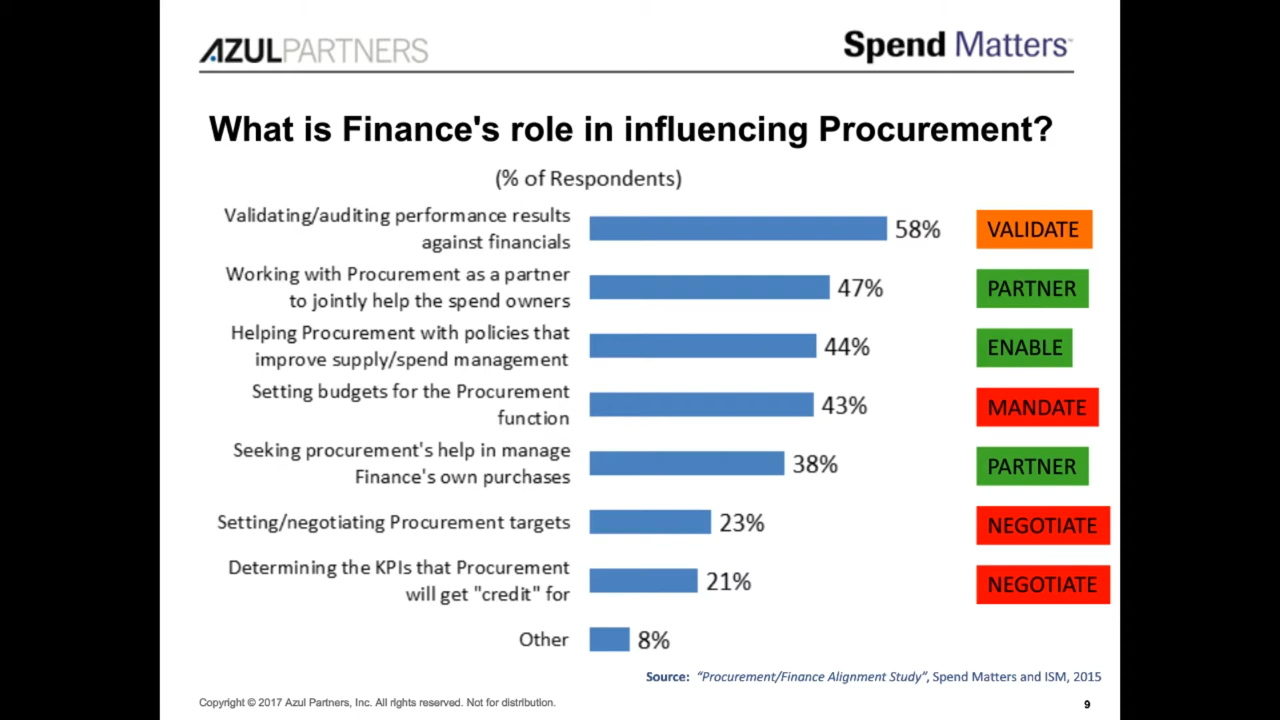 AZULPARTNERS
Spend Matters™
What is Finance's role in influencing Procurement?
(% of Respondents)
Validating/auditing performance results
against financials
58%
VALIDATE
Working with Procurement as a partner
to jointly help the spend owners
47%
PARTNER
Helping Procurement with policies that
improve supply/spend management
44%
ENABLE
Setting budgets for the Procurement
function
43%
MANDATE
Seeking procurement's help in manage
Finance's own purchases
38%
PARTNER
Setting/negotiating Procurement targets
23%
NEGOTIATE
Determining the KPIs that Procurement
will get "credit" for
21%
NEGOTIATE
Other
8%
Source: “Procurement/Finance Alignment Study”, Spend Matters and ISM, 2015
Copyright © 2017 Azul Partners, Inc. All rights reserved. Not for distribution.
9